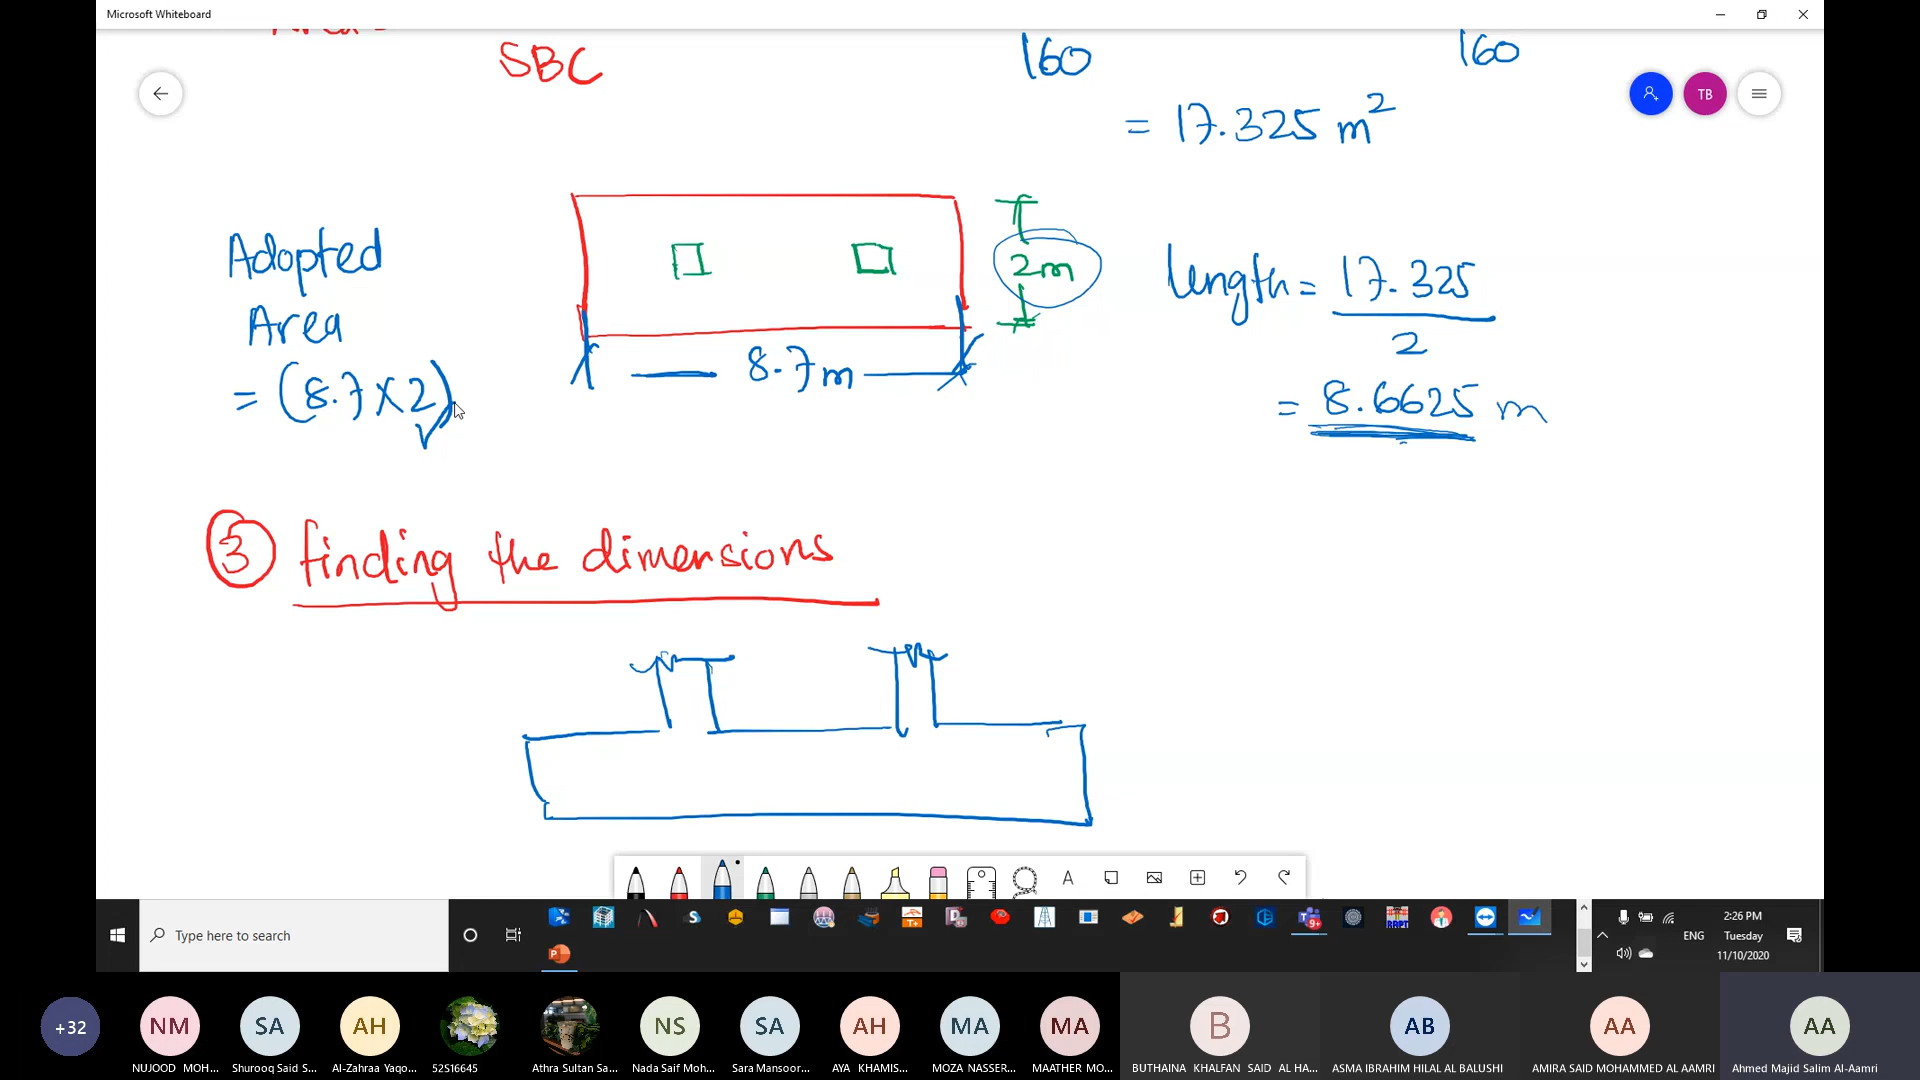 Microsoft Whiteboard
Area =
SBC
160
160
= 17.325 m2
TB
Adopted
Area
= (8.7 X 2)
2m
8.7m
length = 17.325
2
= 8.6625 m
3 finding the dimensions
A
Type here to search
ENG
2:26 PM
Tuesday
11/10/2020
+32
NM
SA
AH
NS
SA
AH
MA
MA
B
AB
AA
AA
NUJOOD MOH...
Shurooq Said S...
Al-Zahraa Yaqo...
52S16645
Athra Sultan Sa...
Nada Saif Moh...
Sara Mansoor...
AYA KHAMIS...
MOZA NASSER...
MAATHER MO...
BUTHAINA KHALFAN SAID AL HA...
ASMA IBRAHIM HILAL AL BALUSHI
AMIRA SAID MOHAMMED AL AAMRI
Ahmed Majid Salim Al-Aamri